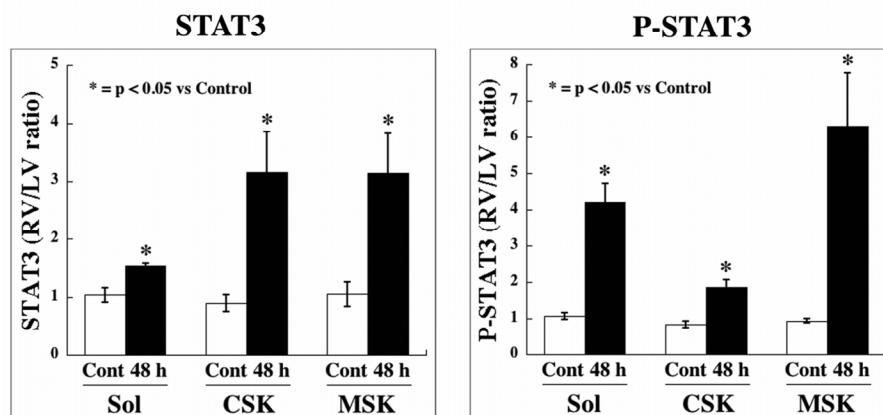 STAT3
STAT3 (RV/LV ratio)
5
4
3
2
1
0
* = p < 0.05 vs Control
*
*
*
Cont 48 h Cont 48 h Cont 48 h
Sol CSK MSK
P-STAT3
P-STAT3 (RV/LV ratio)
8
7
6
5
4
3
2
1
0
* = p < 0.05 vs Control
*
*
*
Cont 48 h Cont 48 h Cont 48 h
Sol CSK MSK